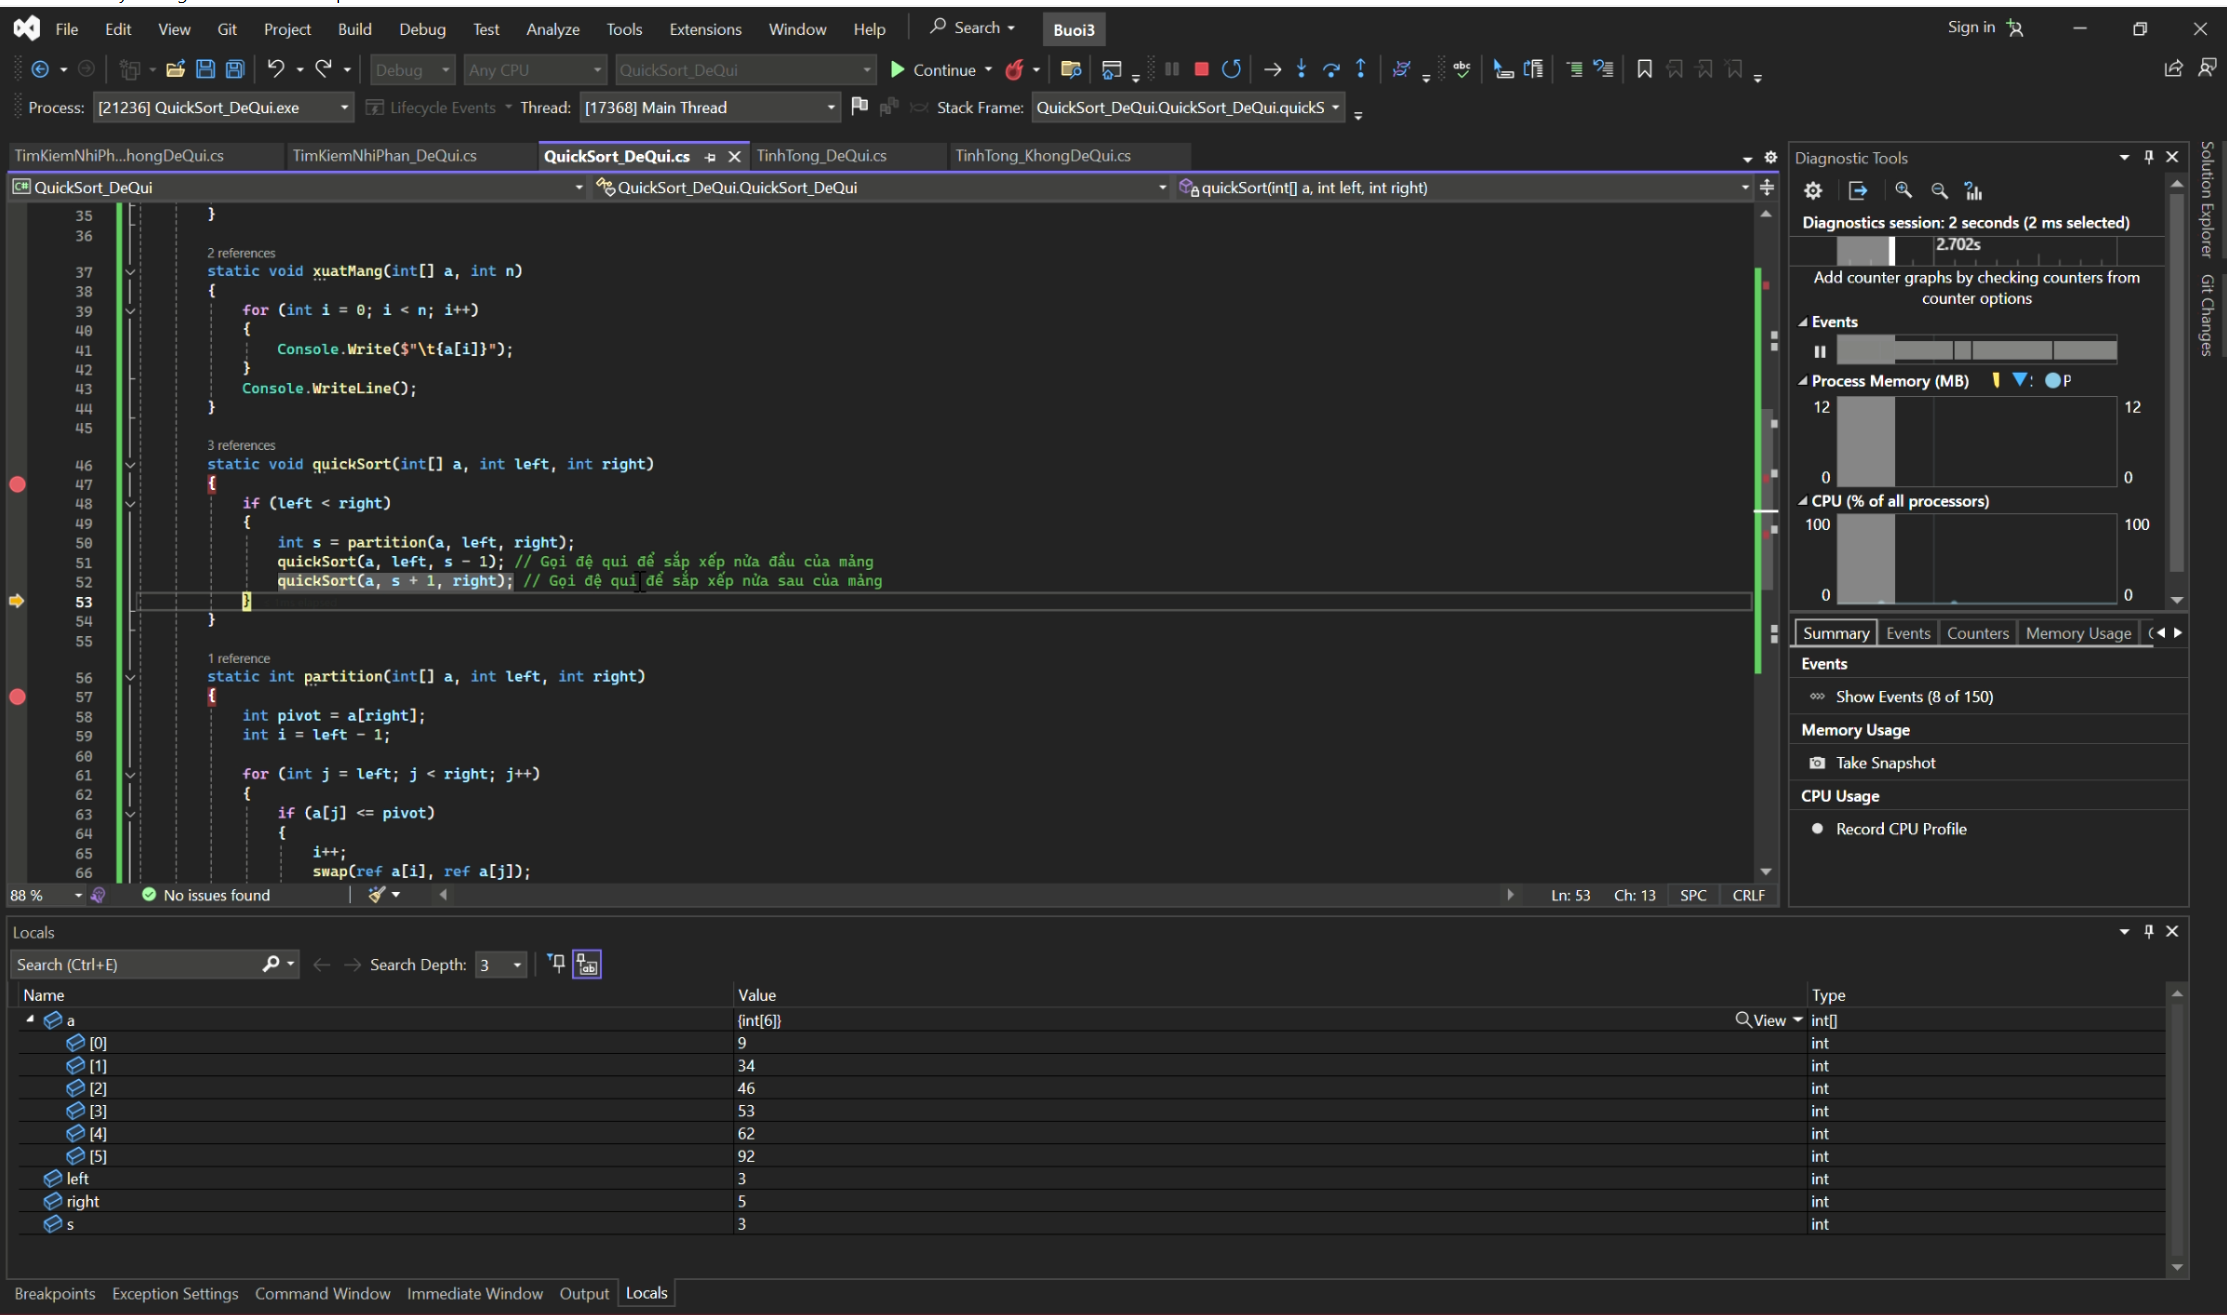 File Edit View Git Project Build Debug Test Analyze Tools Extensions Window Help Search Buoi3 Sign in
Debug Any CPU QuickSort_DeQui Continue
Process: [21236] QuickSort_DeQui.exe Lifecycle Events Thread: [17368] Main Thread Stack Frame: QuickSort_DeQui.QuickSort_DeQui.quickS
TimKiemNhiPh...hongDeQui.cs TimKiemNhiPhan_DeQui.cs QuickSort_DeQui.cs TinhTong_DeQui.cs TinhTong_KhongDeQui.cs
QuickSort_DeQui QuickSort_DeQui.QuickSort_DeQui quickSort(int[] a, int left, int right)
35 }
36
2 references
37 static void xuatMang(int[] a, int n)
38 {
39 for (int i = 0; i < n; i++)
40 {
41 Console.Write($"\t{a[i]}");
42 }
43 Console.WriteLine();
44 }
45
3 references
46 static void quickSort(int[] a, int left, int right)
47 {
48 if (left < right)
49 {
50 int s = partition(a, left, right);
51 quickSort(a, left, s - 1); // Gọi đệ qui để sắp xếp nửa đầu của mảng
52 quickSort(a, s + 1, right); // Gọi đệ qui để sắp xếp nửa sau của mảng
53 }
54 }
55
1 reference
56 static int partition(int[] a, int left, int right)
57 {
58 int pivot = a[right];
59 int i = left - 1;
60
61 for (int j = left; j < right; j++)
62 {
63 if (a[j] <= pivot)
64 {
65 i++;
66 swap(ref a[i], ref a[j]);
88 % No issues found Ln: 53 Ch: 13 SPC CRLF
Diagnostic Tools
Diagnostics session: 2 seconds (2 ms selected)
2.702s
Add counter graphs by checking counters from
counter options
Events
Process Memory (MB) P
12 12
0 0
CPU (% of all processors)
100 100
0 0
Summary Events Counters Memory Usage
Events
Show Events (8 of 150)
Memory Usage
Take Snapshot
CPU Usage
Record CPU Profile
Solution Explorer
Git Changes
Locals
Search (Ctrl+E) Search Depth: 3
Name Value Type
a {int[6]} View int[]
[0] 9 int
[1] 34 int
[2] 46 int
[3] 53 int
[4] 62 int
[5] 92 int
left 3 int
right 5 int
s 3 int
Breakpoints Exception Settings Command Window Immediate Window Output Locals